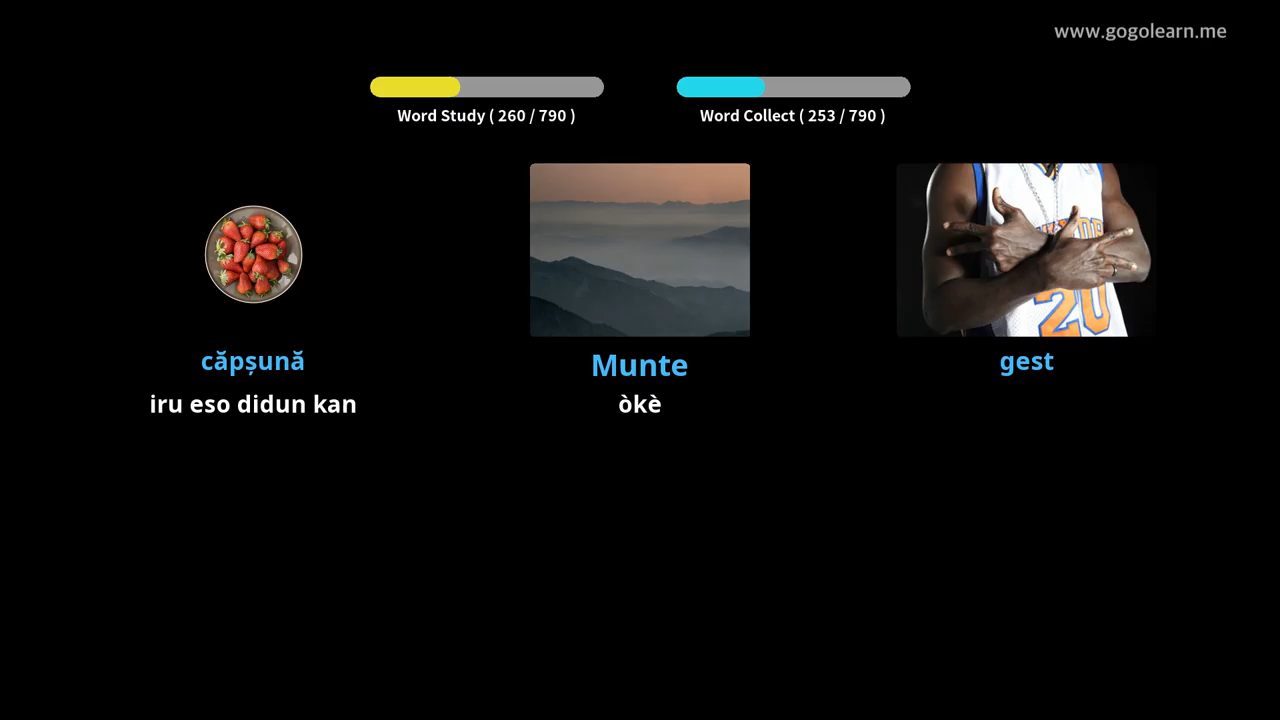 www.gogolearn.me
Word Study ( 260 / 790 )
Word Collect ( 253 / 790 )
căpșună
Munte
gest
iru eso didun kan
òkè
20